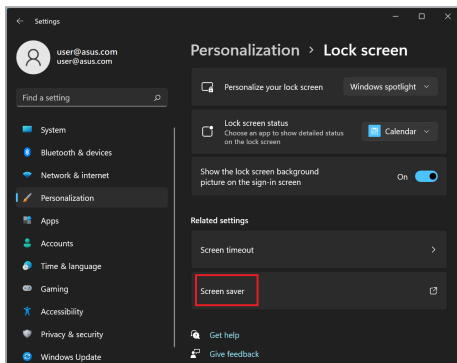 Settings
user@asus.com
user@asus.com
Find a setting
System
Bluetooth & devices
Network & internet
Personalization
Apps
Accounts
Time & language
Gaming
Accessibility
Privacy & security
Windows Update
Personalization > Lock screen
Personalize your lock screen
Windows spotlight
Lock screen status
Choose an app to show detailed status
on the lock screen
Calendar
Show the lock screen background
picture on the sign-in screen
On
Related settings
Screen timeout
Screen saver
Get help
Give feedback